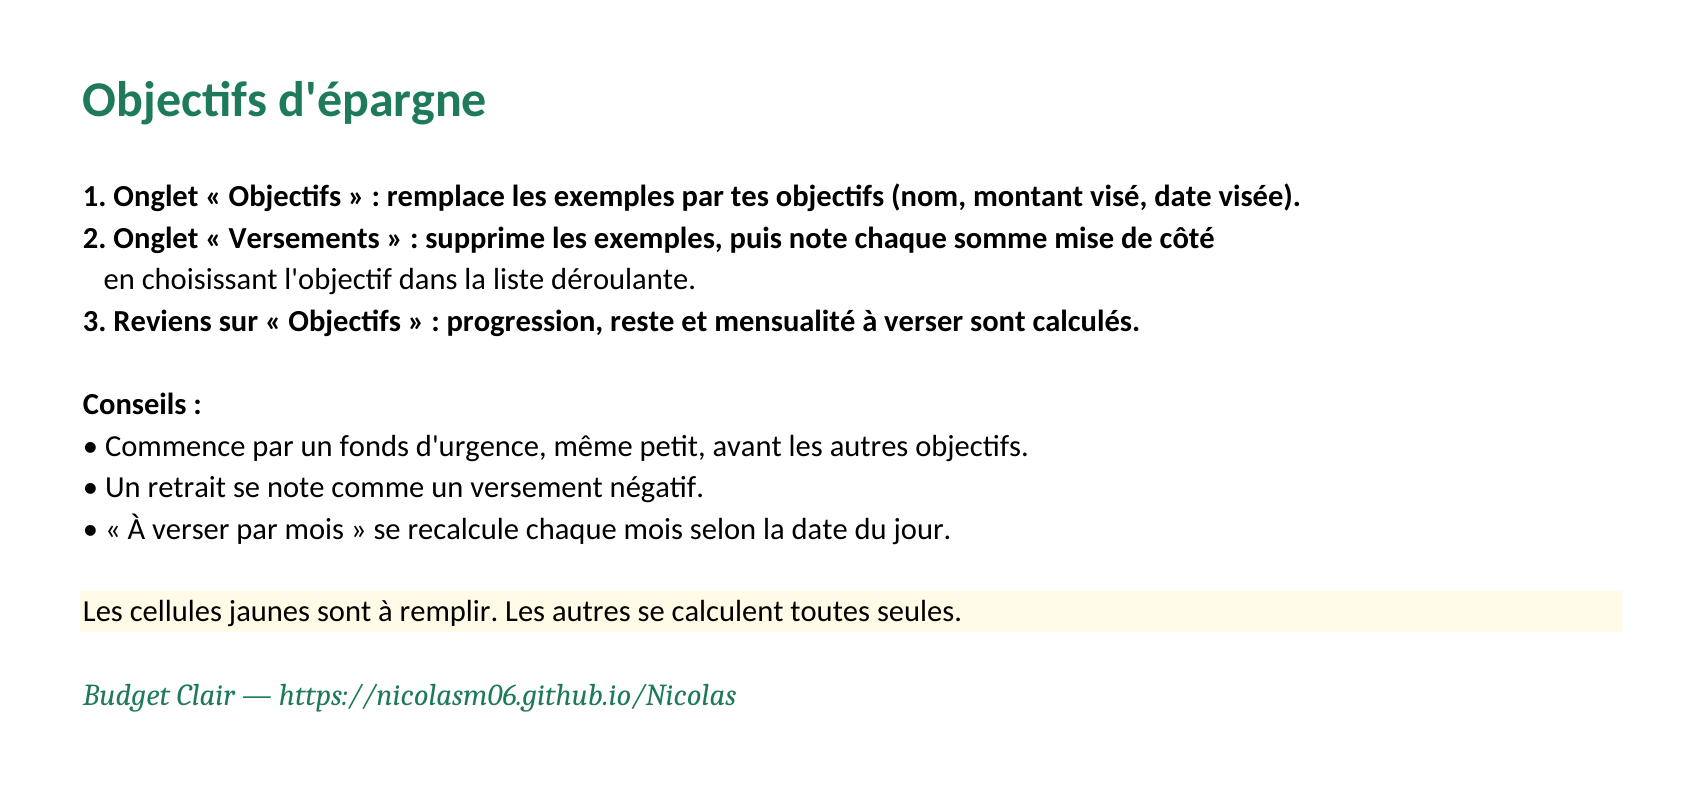 Objectifs d'épargne
1. Onglet « Objectifs » : remplace les exemples par tes objectifs (nom, montant visé, date visée).
2. Onglet « Versements » : supprime les exemples, puis note chaque somme mise de côté
en choisissant l'objectif dans la liste déroulante.
3. Reviens sur « Objectifs » : progression, reste et mensualité à verser sont calculés.
Conseils :
• Commence par un fonds d'urgence, même petit, avant les autres objectifs.
• Un retrait se note comme un versement négatif.
• « À verser par mois » se recalcule chaque mois selon la date du jour.
Les cellules jaunes sont à remplir. Les autres se calculent toutes seules.
Budget Clair — https://nicolasm06.github.io/Nicolas